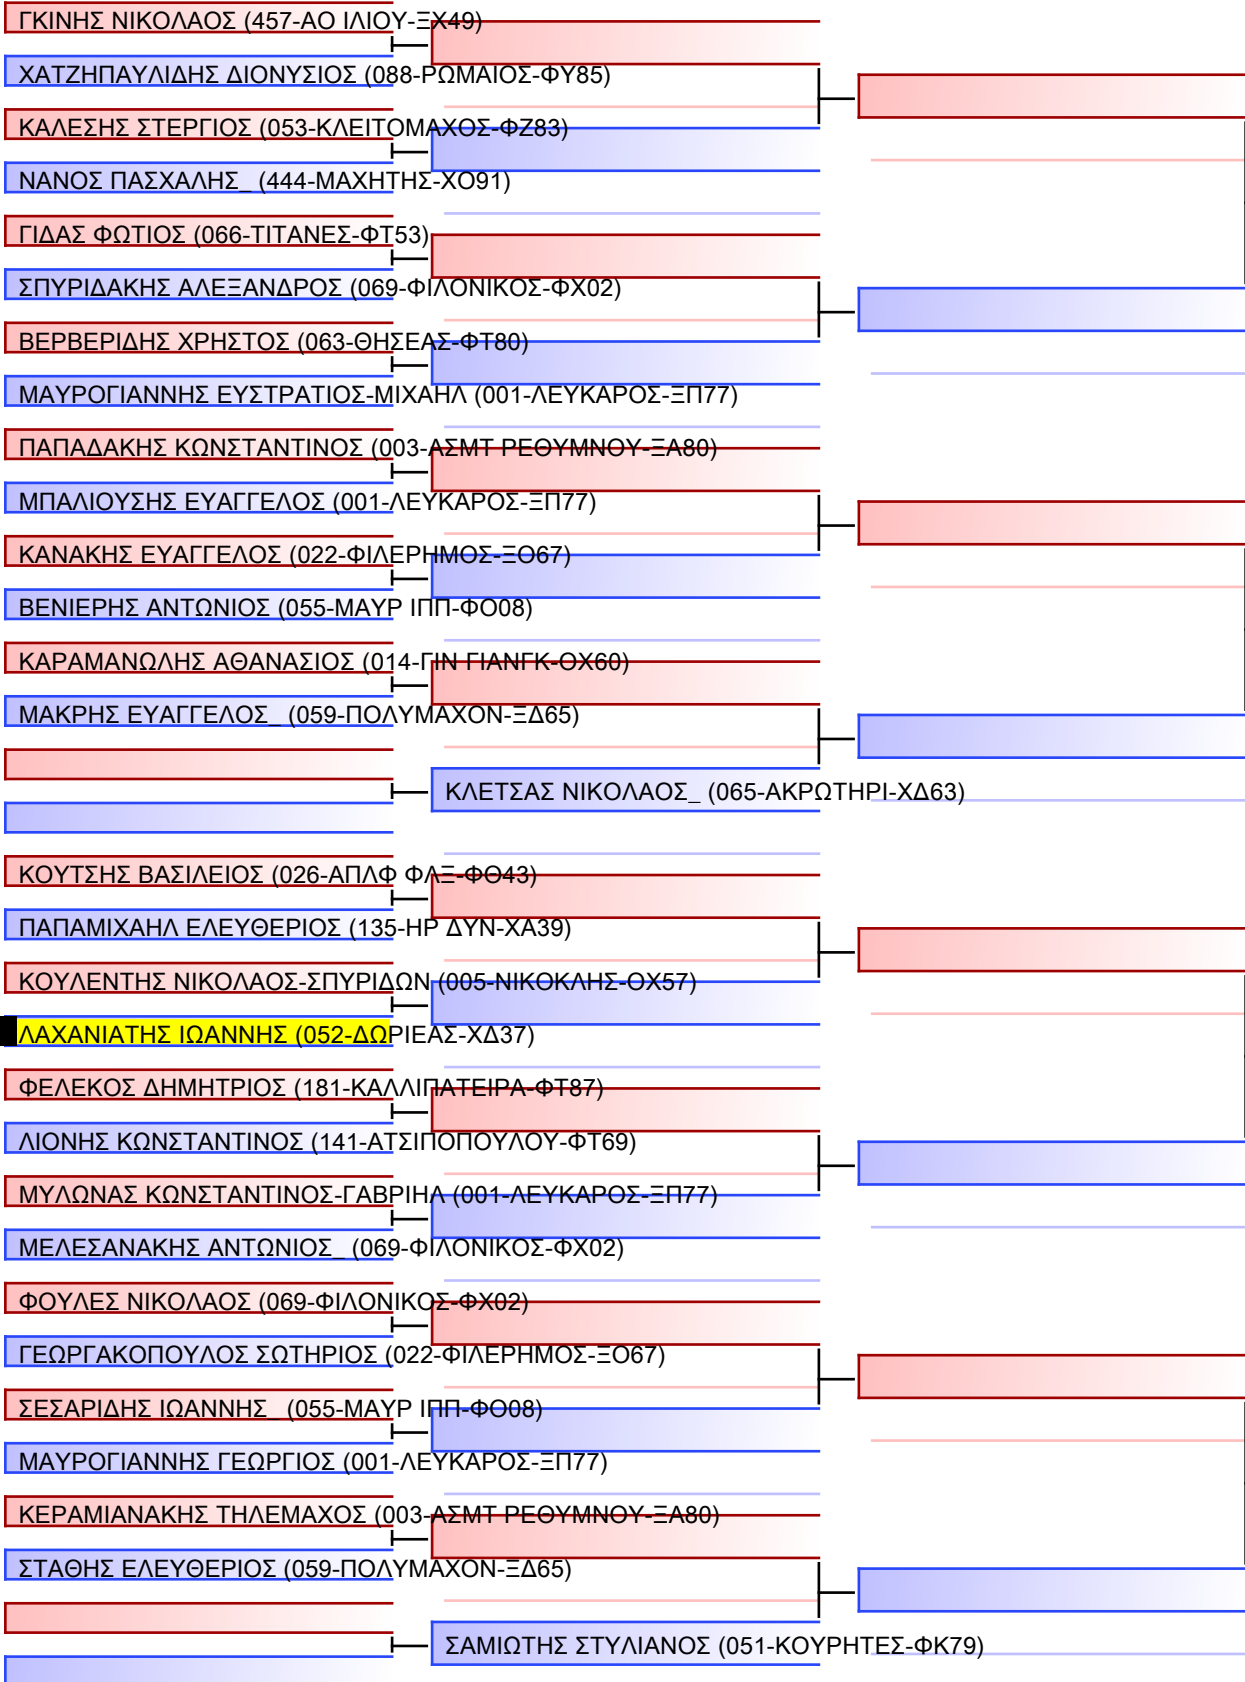 ΓΚΙΝΗΣ ΝΙΚΟΛΑΟΣ (457-ΑΟ ΙΛΙΟΥ-ΞΧ49)
ΧΑΤΖΗΠΑΥΛΙΔΗΣ ΔΙΟΝΥΣΙΟΣ (088-ΡΩΜΑΙΟΣ-ΦΥ85)
ΚΑΛΕΣΗΣ ΣΤΕΡΓΙΟΣ (053-ΚΛΕΙΤΟΜΑΧΟΣ-ΦΖ83)
ΝΑΝΟΣ ΠΑΣΧΑΛΗΣ_ (444-ΜΑΧΗΤΗΣ-ΧΟ91)
ΓΙΔΑΣ ΦΩΤΙΟΣ (066-ΤΙΤΑΝΕΣ-ΦΤ53)
ΣΠΥΡΙΔΑΚΗΣ ΑΛΕΞΑΝΔΡΟΣ (069-ΦΙΛΟΝΙΚΟΣ-ΦΧ02)
ΒΕΡΒΕΡΙΔΗΣ ΧΡΗΣΤΟΣ (063-ΘΗΣΕΑΣ-ΦΤ80)
ΜΑΥΡΟΓΙΑΝΝΗΣ ΕΥΣΤΡΑΤΙΟΣ-ΜΙΧΑΗΛ (001-ΛΕΥΚΑΡΟΣ-ΞΠ77)
ΠΑΠΑΔΑΚΗΣ ΚΩΝΣΤΑΝΤΙΝΟΣ (003-ΑΣΜΤ ΡΕΘΥΜΝΟΥ-ΞΑ80)
ΜΠΑΛΙΟΥΣΗΣ ΕΥΑΓΓΕΛΟΣ (001-ΛΕΥΚΑΡΟΣ-ΞΠ77)
ΚΑΝΑΚΗΣ ΕΥΑΓΓΕΛΟΣ (022-ΦΙΛΕΡΗΜΟΣ-ΞΟ67)
ΒΕΝΙΕΡΗΣ ΑΝΤΩΝΙΟΣ (055-ΜΑΥΡ ΙΠΠ-ΦΟ08)
ΚΑΡΑΜΑΝΩΛΗΣ ΑΘΑΝΑΣΙΟΣ (014-ΓΙΝ ΓΙΑΝΓΚ-ΟΧ60)
ΜΑΚΡΗΣ ΕΥΑΓΓΕΛΟΣ_ (059-ΠΟΛΥΜΑΧΟΝ-ΞΔ65)
ΚΛΕΤΣΑΣ ΝΙΚΟΛΑΟΣ_ (065-ΑΚΡΩΤΗΡΙ-ΧΔ63)
ΚΟΥΤΣΗΣ ΒΑΣΙΛΕΙΟΣ (026-ΑΠΛΦ ΦΛΞ-ΦΘ43)
ΠΑΠΑΜΙΧΑΗΛ ΕΛΕΥΘΕΡΙΟΣ (135-ΗΡ ΔΥΝ-ΧΑ39)
ΚΟΥΛΕΝΤΗΣ ΝΙΚΟΛΑΟΣ-ΣΠΥΡΙΔΩΝ (005-ΝΙΚΟΚΛΗΣ-ΟΧ57)
ΛΑΧΑΝΙΑΤΗΣ ΙΩΑΝΝΗΣ (052-ΔΩΡΙΕΑΣ-ΧΔ37)
ΦΕΛΕΚΟΣ ΔΗΜΗΤΡΙΟΣ (181-ΚΑΛΛΙΠΑΤΕΙΡΑ-ΦΤ87)
ΛΙΟΝΗΣ ΚΩΝΣΤΑΝΤΙΝΟΣ (141-ΑΤΣΙΠΟΠΟΥΛΟΥ-ΦΤ69)
ΜΥΛΩΝΑΣ ΚΩΝΣΤΑΝΤΙΝΟΣ-ΓΑΒΡΙΗΛ (001-ΛΕΥΚΑΡΟΣ-ΞΠ77)
ΜΕΛΕΣΑΝΑΚΗΣ ΑΝΤΩΝΙΟΣ_ (069-ΦΙΛΟΝΙΚΟΣ-ΦΧ02)
ΦΟΥΛΕΣ ΝΙΚΟΛΑΟΣ (069-ΦΙΛΟΝΙΚΟΣ-ΦΧ02)
ΓΕΩΡΓΑΚΟΠΟΥΛΟΣ ΣΩΤΗΡΙΟΣ (022-ΦΙΛΕΡΗΜΟΣ-ΞΟ67)
ΣΕΣΑΡΙΔΗΣ ΙΩΑΝΝΗΣ_ (055-ΜΑΥΡ ΙΠΠ-ΦΟ08)
ΜΑΥΡΟΓΙΑΝΝΗΣ ΓΕΩΡΓΙΟΣ (001-ΛΕΥΚΑΡΟΣ-ΞΠ77)
ΚΕΡΑΜΙΑΝΑΚΗΣ ΤΗΛΕΜΑΧΟΣ (003-ΑΣΜΤ ΡΕΘΥΜΝΟΥ-ΞΑ80)
ΣΤΑΘΗΣ ΕΛΕΥΘΕΡΙΟΣ (059-ΠΟΛΥΜΑΧΟΝ-ΞΔ65)
ΣΑΜΙΩΤΗΣ ΣΤΥΛΙΑΝΟΣ (051-ΚΟΥΡΗΤΕΣ-ΦΚ79)